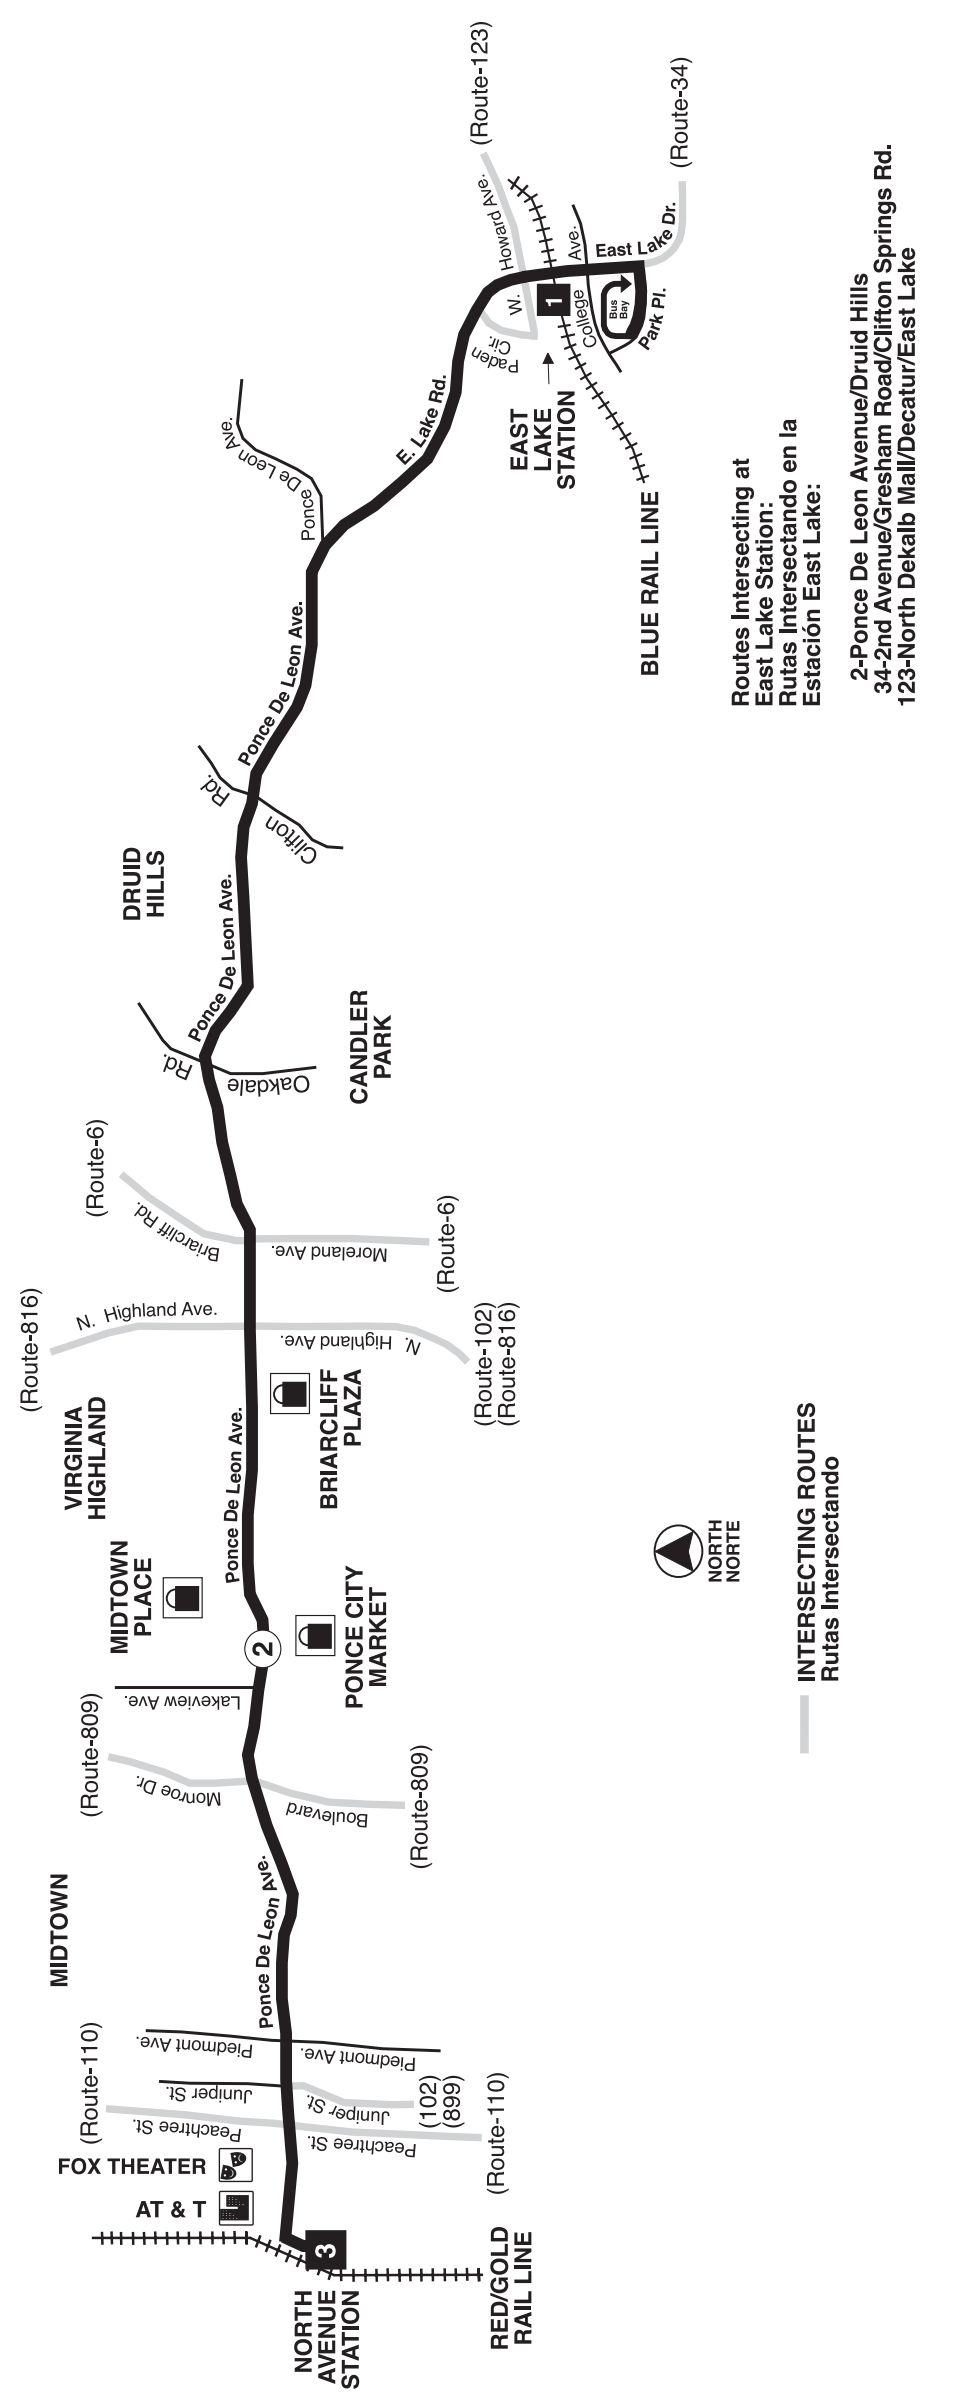 (Route-123)
(Route-34)
W. Howard Ave.
Paden
Cir.
College Ave.
East Lake Dr.
Bus
Bay
Park Pl.
1
EAST
LAKE
STATION
E. Lake Rd.
Ponce De Leon Ave.
BLUE RAIL LINE
Routes Intersecting at
East Lake Station:
Rutas Intersectando en la
Estación East Lake:
2-Ponce De Leon Avenue/Druid Hills
34-2nd Avenue/Gresham Road/Clifton Springs Rd.
123-North Dekalb Mall/Decatur/East Lake
Ponce De Leon Ave.
Clifton Rd.
DRUID
HILLS
Ponce De Leon Ave.
Oakdale Rd.
CANDLER
PARK
(Route-6)
Briarcliff Rd.
Moreland Ave.
(Route-6)
(Route-816)
N. Highland Ave.
N. Highland Ave.
(Route-102)
(Route-816)
VIRGINIA
HIGHLAND
BRIARCLIFF
PLAZA
Ponce De Leon Ave.
MIDTOWN
PLACE
2
PONCE CITY
MARKET
Lakeview Ave.
(Route-809)
Monroe Dr.
Boulevard
(Route-809)
NORTH
NORTE
INTERSECTING ROUTES
Rutas Intersectando
MIDTOWN
Ponce De Leon Ave.
Piedmont Ave.
Piedmont Ave.
(Route-110)
Juniper St.
Juniper St.
(102)
(899)
Peachtree St.
Peachtree St.
(Route-110)
FOX THEATER
AT & T
3
NORTH
AVENUE
STATION
RED/GOLD
RAIL LINE